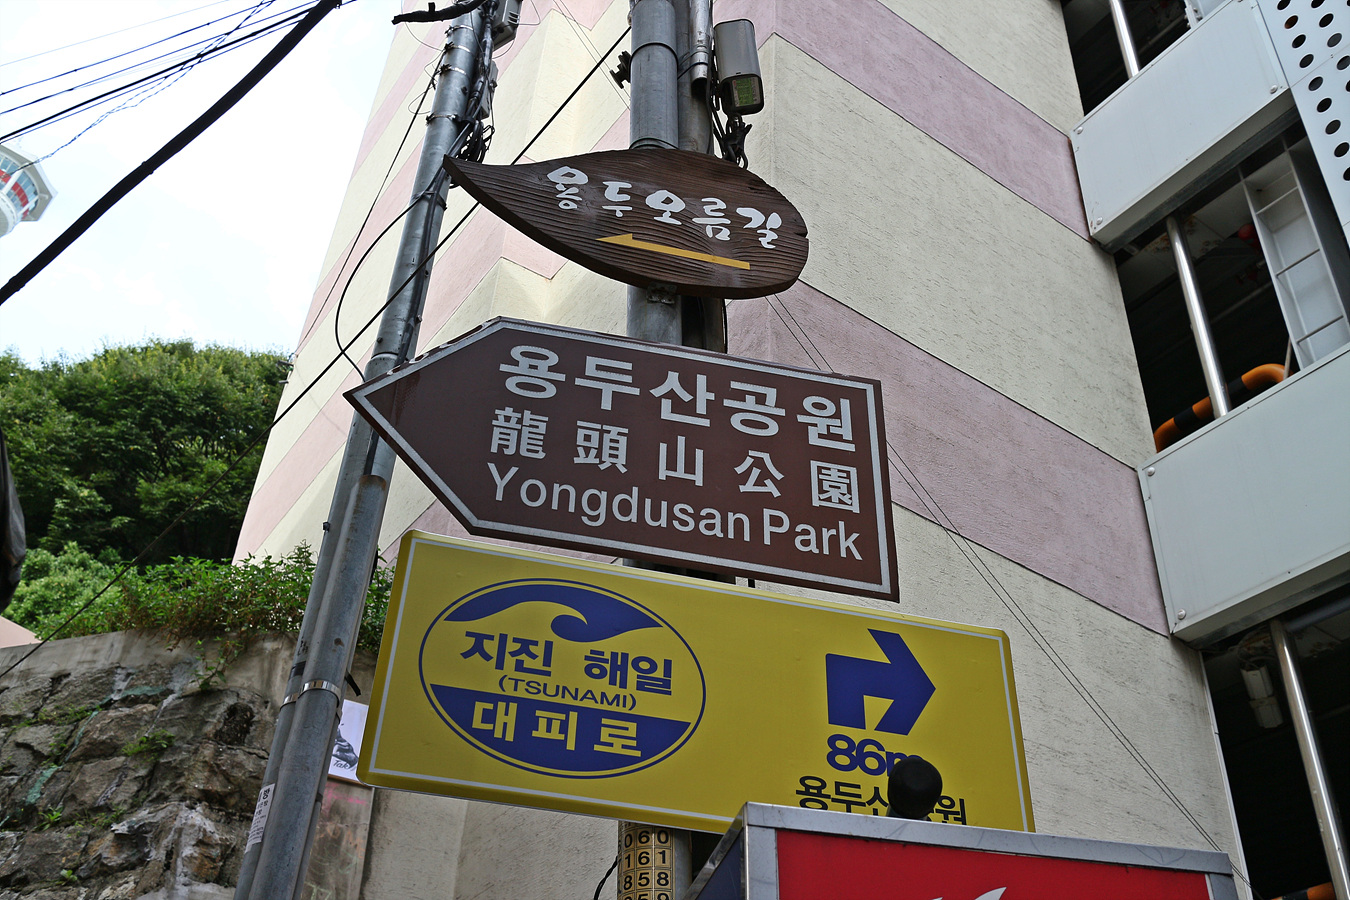 용두오름길
용두산공원
龍頭山公園
Yongdusan Park
지진 해일
(TSUNAMI)
대피로
86m